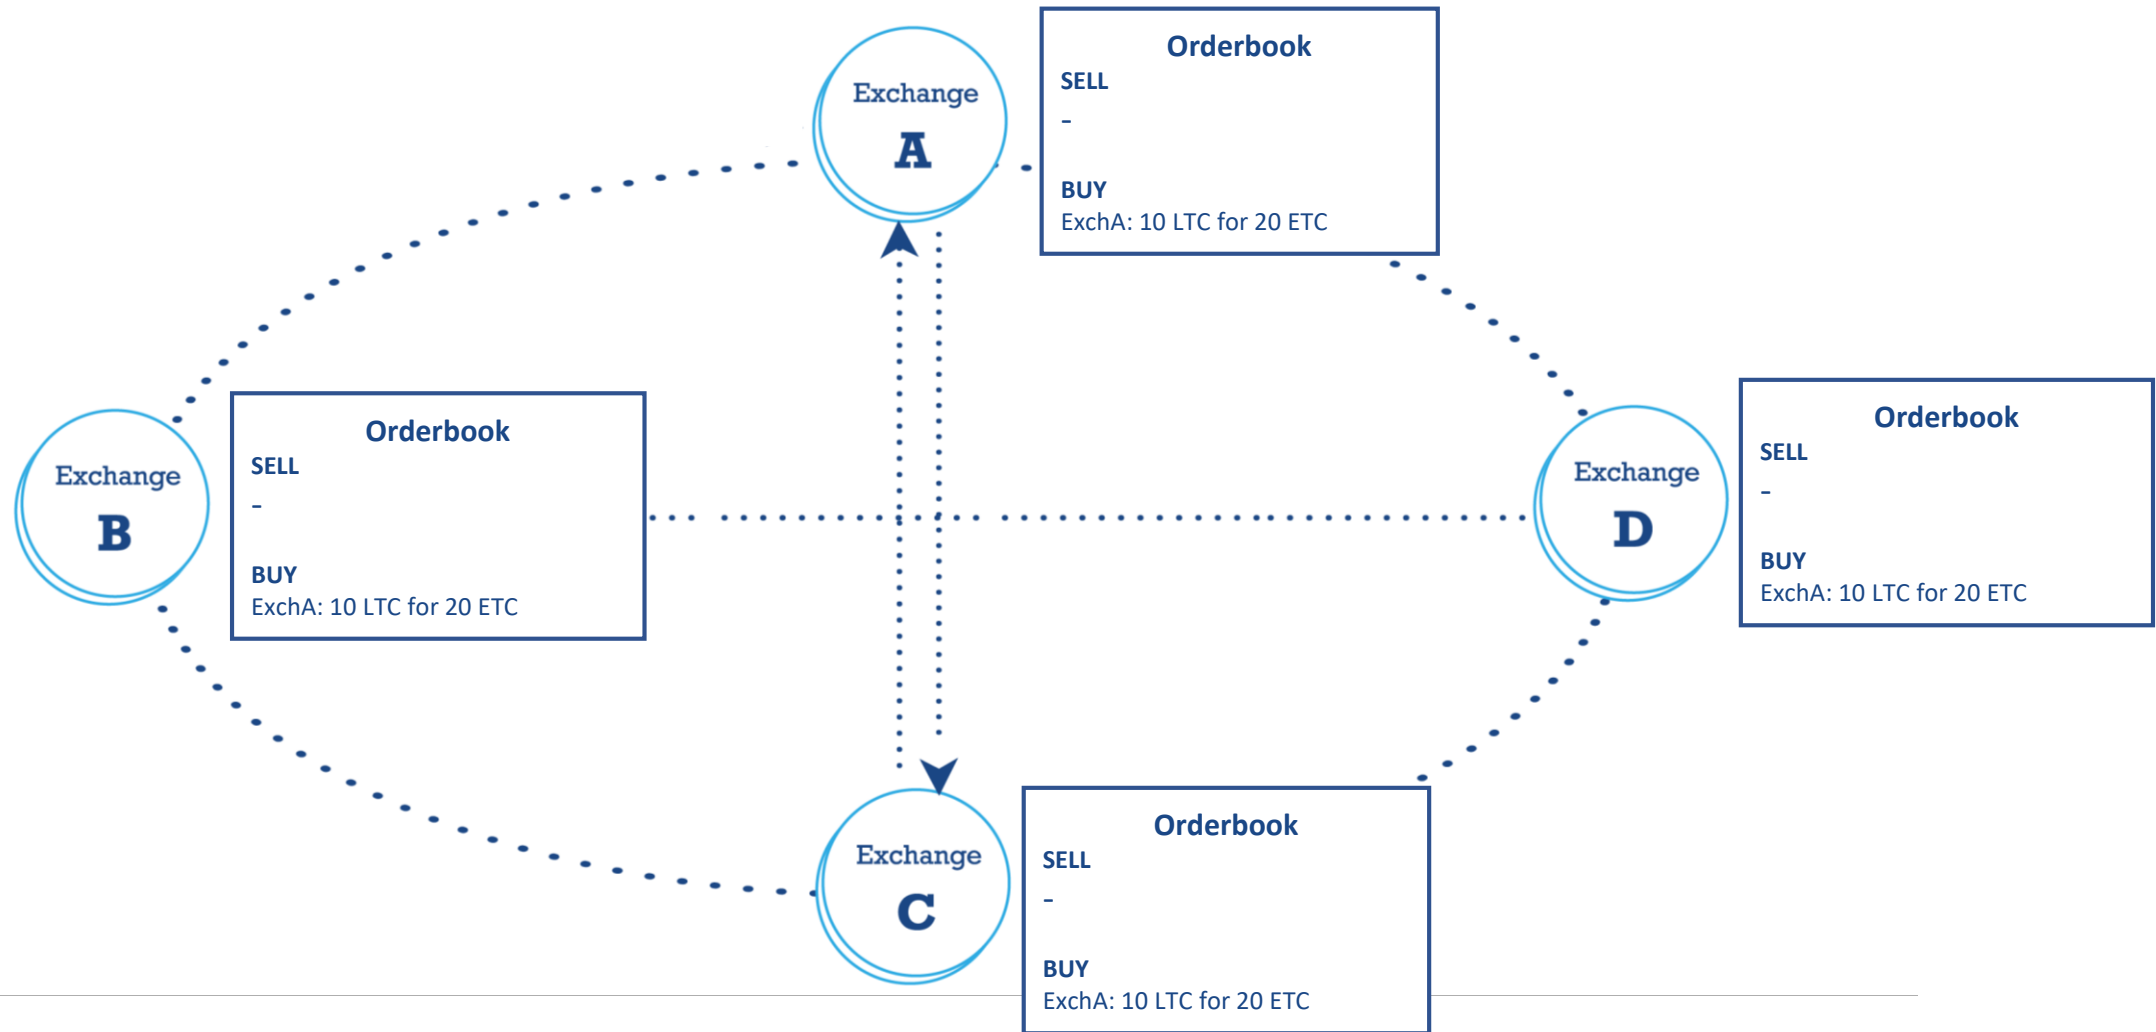 Exchange
A
Orderbook
SELL
-
BUY
ExchA: 10 LTC for 20 ETC
Exchange
B
Orderbook
SELL
-
BUY
ExchA: 10 LTC for 20 ETC
Exchange
D
Orderbook
SELL
-
BUY
ExchA: 10 LTC for 20 ETC
Exchange
C
Orderbook
SELL
-
BUY
ExchA: 10 LTC for 20 ETC